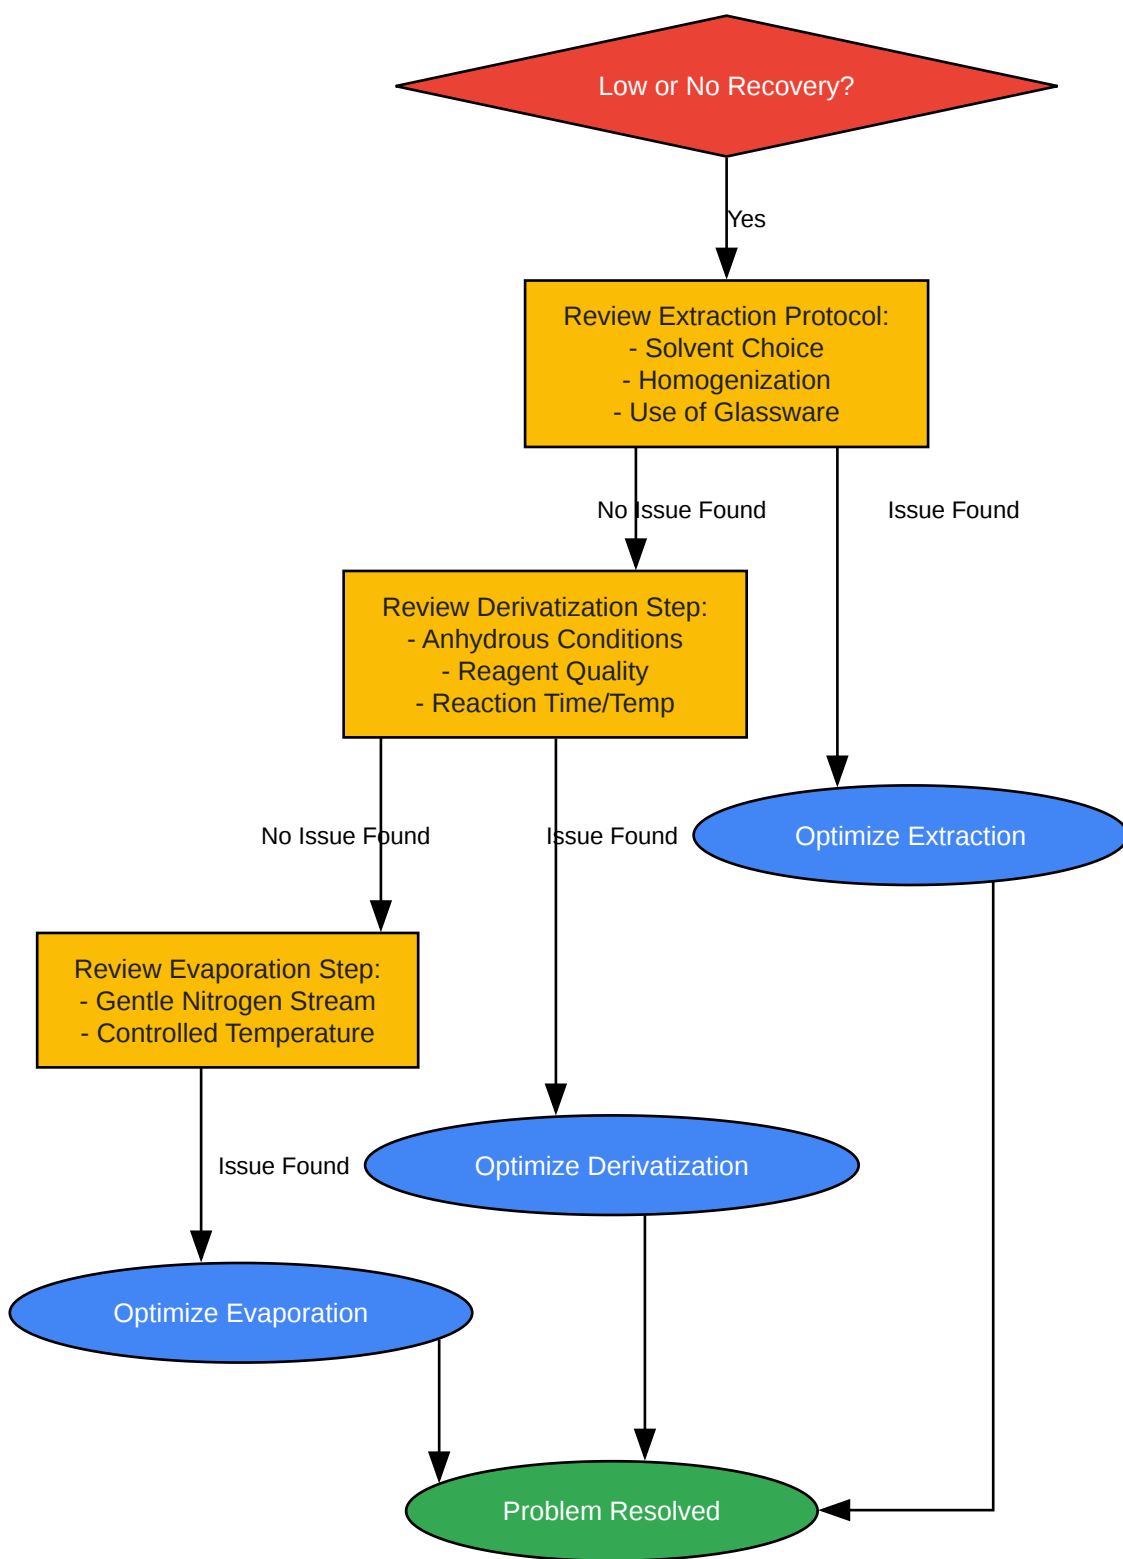 Low or No Recovery?
Yes
Review Extraction Protocol:
- Solvent Choice
- Homogenization
- Use of Glassware
No Issue Found
Issue Found
Review Derivatization Step:
- Anhydrous Conditions
- Reagent Quality
- Reaction Time/Temp
No Issue Found
Issue Found
Optimize Extraction
Review Evaporation Step:
- Gentle Nitrogen Stream
- Controlled Temperature
Issue Found
Optimize Derivatization
Optimize Evaporation
Problem Resolved